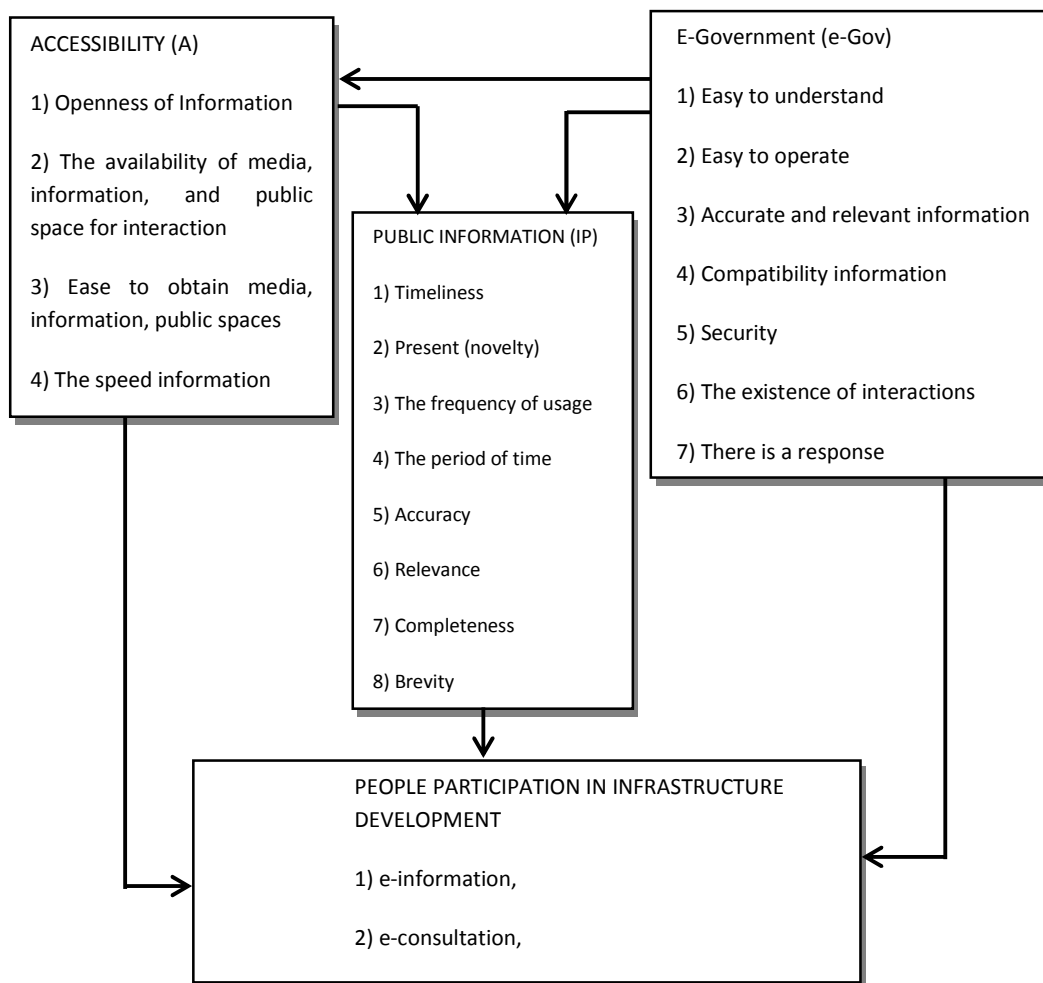 ACCESSIBILITY (A)
1) Openness of Information
2) The availability of media,
information, and public
space for interaction
3) Ease to obtain media,
information, public spaces
4) The speed information
E-Government (e-Gov)
1) Easy to understand
2) Easy to operate
3) Accurate and relevant information
4) Compatibility information
5) Security
6) The existence of interactions
7) There is a response
PUBLIC INFORMATION (IP)
1) Timeliness
2) Present (novelty)
3) The frequency of usage
4) The period of time
5) Accuracy
6) Relevance
7) Completeness
8) Brevity
PEOPLE PARTICIPATION IN INFRASTRUCTURE
DEVELOPMENT
1) e-information,
2) e-consultation,